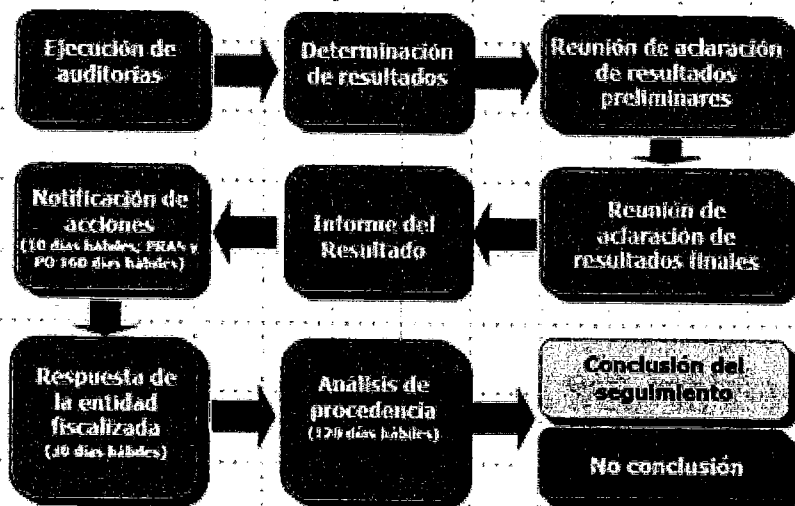 Ejecución de
auditorías
Determinación
de resultados
Reunión de aclaración
de resultados
preliminares
Reunión de
aclaración de
resultados finales
Informe del
Resultado
Notificación de
acciones
(10 días hábiles; PRAS y
PO 160 días hábiles)
Respuesta de
la entidad
fiscalizada
(30 días hábiles)
Análisis de
procedencia
(120 días hábiles)
Conclusión del
seguimiento
No conclusión